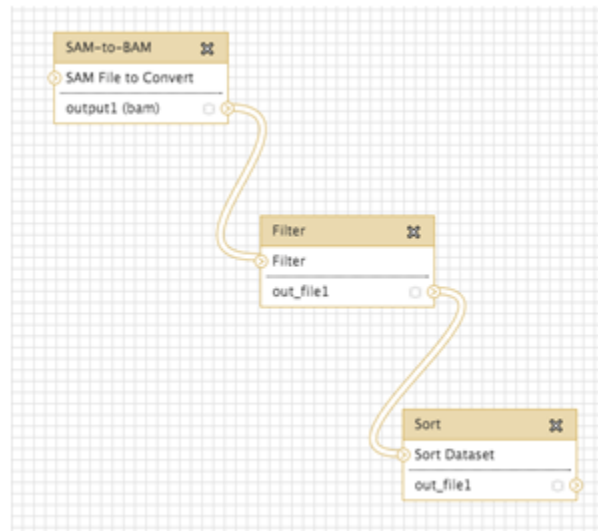 SAM-to-BAM
SAM File to Convert
output1 (bam)
Filter
Filter
out_file1
Sort
Sort Dataset
out_file1